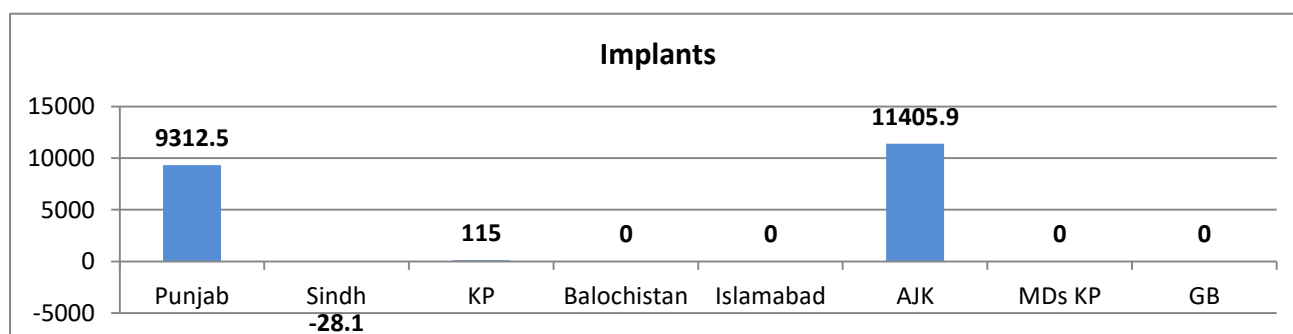 Implants
15000
10000
5000
0
-5000
9312.5
-28.1
115
0
0
11405.9
0
0
Punjab
Sindh
KP
Balochistan
Islamabad
AJK
MDs KP
GB